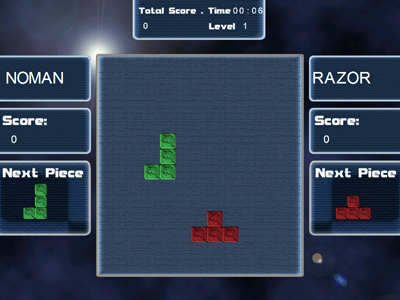 Total Score . Time 00:06
0 Level 1
NOMAN
RAZOR
Score:
0
Score:
0
Next Piece
Next Piece